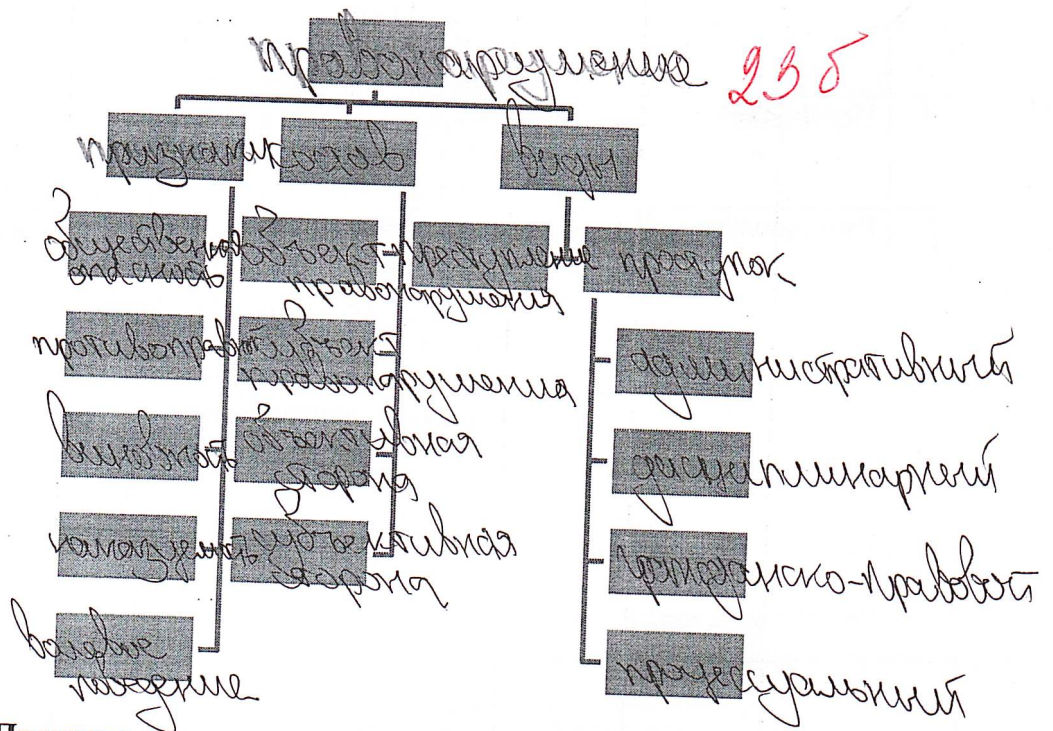 правонарушение 23 б
признаки
состав
виды
общественно
опасность
объект
правонарушения
преступление
проступок
противоправность
субъект
правонарушения
административный
виновность
объективная
сторона
дисциплинарный
наказуемость
субъективная
сторона
гражданско-правовой
волевое
поведение
процессуальный